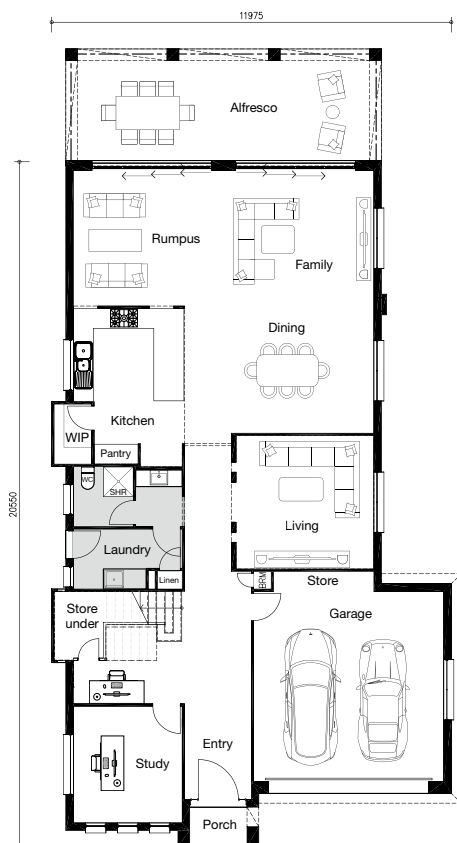 11975
Alfresco
Rumpus
Family
Dining
Kitchen
WIP
Pantry
WC
SHR
20550
Living
Laundry
Linen
BRM
Store
Store
under
Garage
Entry
Study
Porch